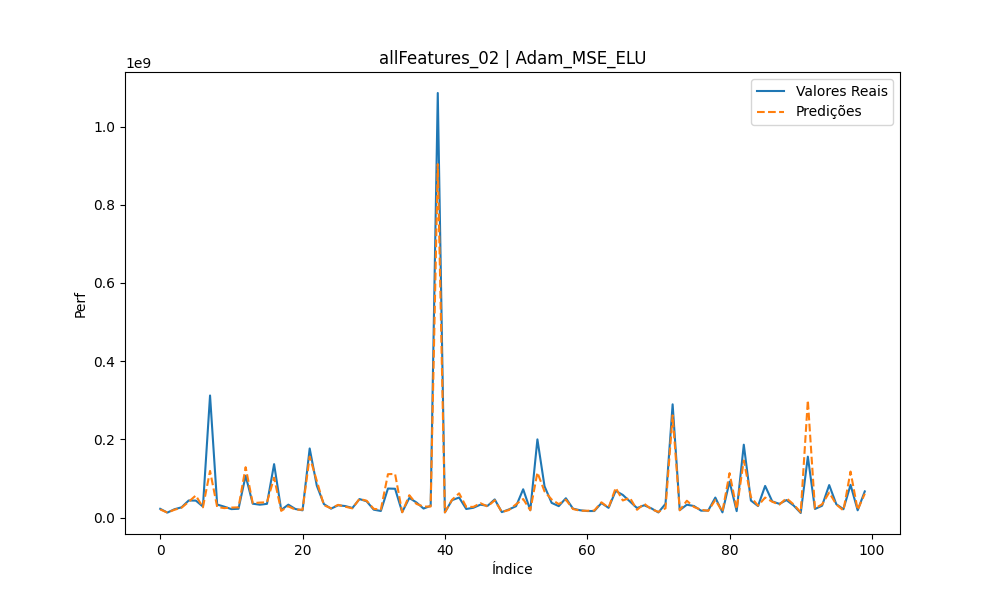 allFeatures_02 | Adam_MSE_ELU
1e9
Valores Reais
Predições
1.0
0.8
0.6
0.4
0.2
0.0
Perf
0 20 40 60 80 100
Índice